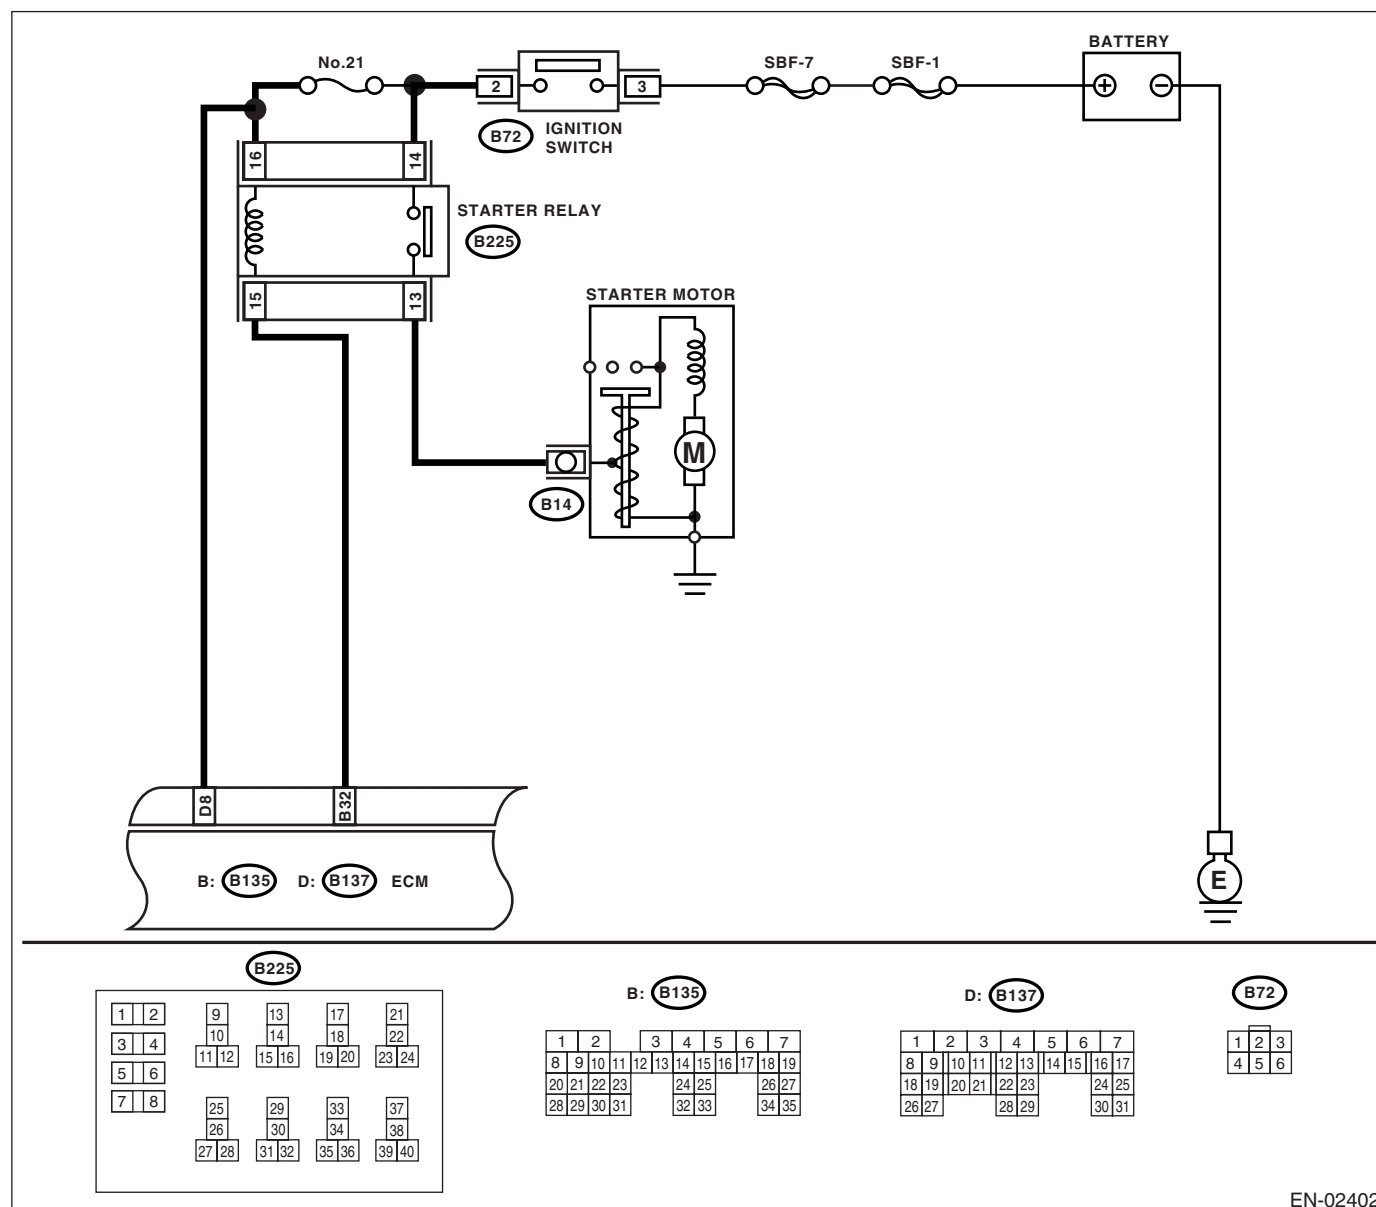 BATTERY
No.21
SBF-7
SBF-1
2
3
+
−
B72
IGNITION
SWITCH
16
14
STARTER RELAY
B225
15
13
STARTER MOTOR
M
B14
D8
B32
B: B135 D: B137 ECM
E
B225
1 2
3 4
5 6
7 8
9
10
11 12
13
14
15 16
17
18
19 20
21
22
23 24
25
26
27 28
29
30
31 32
33
34
35 36
37
38
39 40
B: B135
1 2 3 4 5 6 7
8 9 10 11 12 13 14 15 16 17 18 19
20 21 22 23 24 25 26 27
28 29 30 31 32 33 34 35
D: B137
1 2 3 4 5 6 7
8 9 10 11 12 13 14 15 16 17
18 19 20 21 22 23 24 25
26 27 28 29 30 31
B72
1 2 3
4 5 6
EN-02402